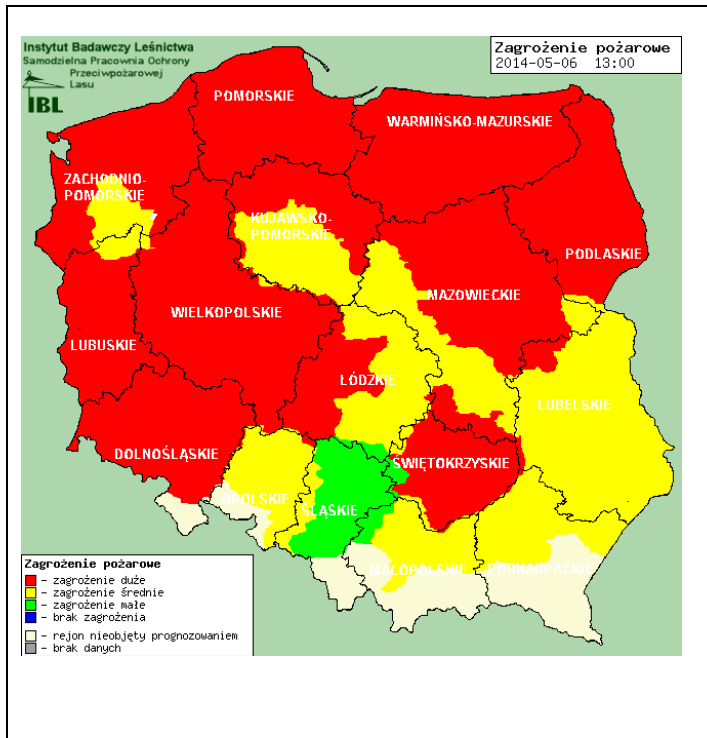 Instytut Badawczy Leśnictwa
Samodzielna Pracownia Ochrony
Przeciwpożarowej
Lasu
IBL
Zagrożenie pożarowe
2014-05-06 13:00
POMORSKIE
WARMIŃSKO-MAZURSKIE
ZACHODNIO-
POMORSKIE
KUJAWSKO-
POMORSKIE
PODLASKIE
MAZOWIECKIE
WIELKOPOLSKIE
LUBUSKIE
ŁÓDZKIE
LUBELSKIE
DOLNOŚLĄSKIE
ŚWIĘTOKRZYSKIE
OPOLSKIE
ŚLĄSKIE
MAŁOPOLSKIE
PODKARPACKIE
Zagrożenie pożarowe
– zagrożenie duże
– zagrożenie średnie
– zagrożenie małe
– brak zagrożenia
– rejon nieobjęty prognozowaniem
– brak danych